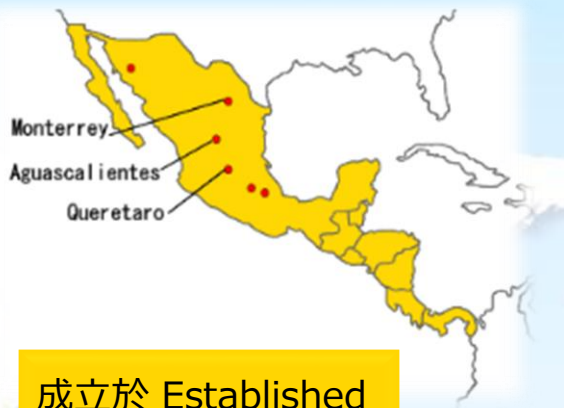 Monterrey
Aguascalientes
Queretaro
成立於 Established